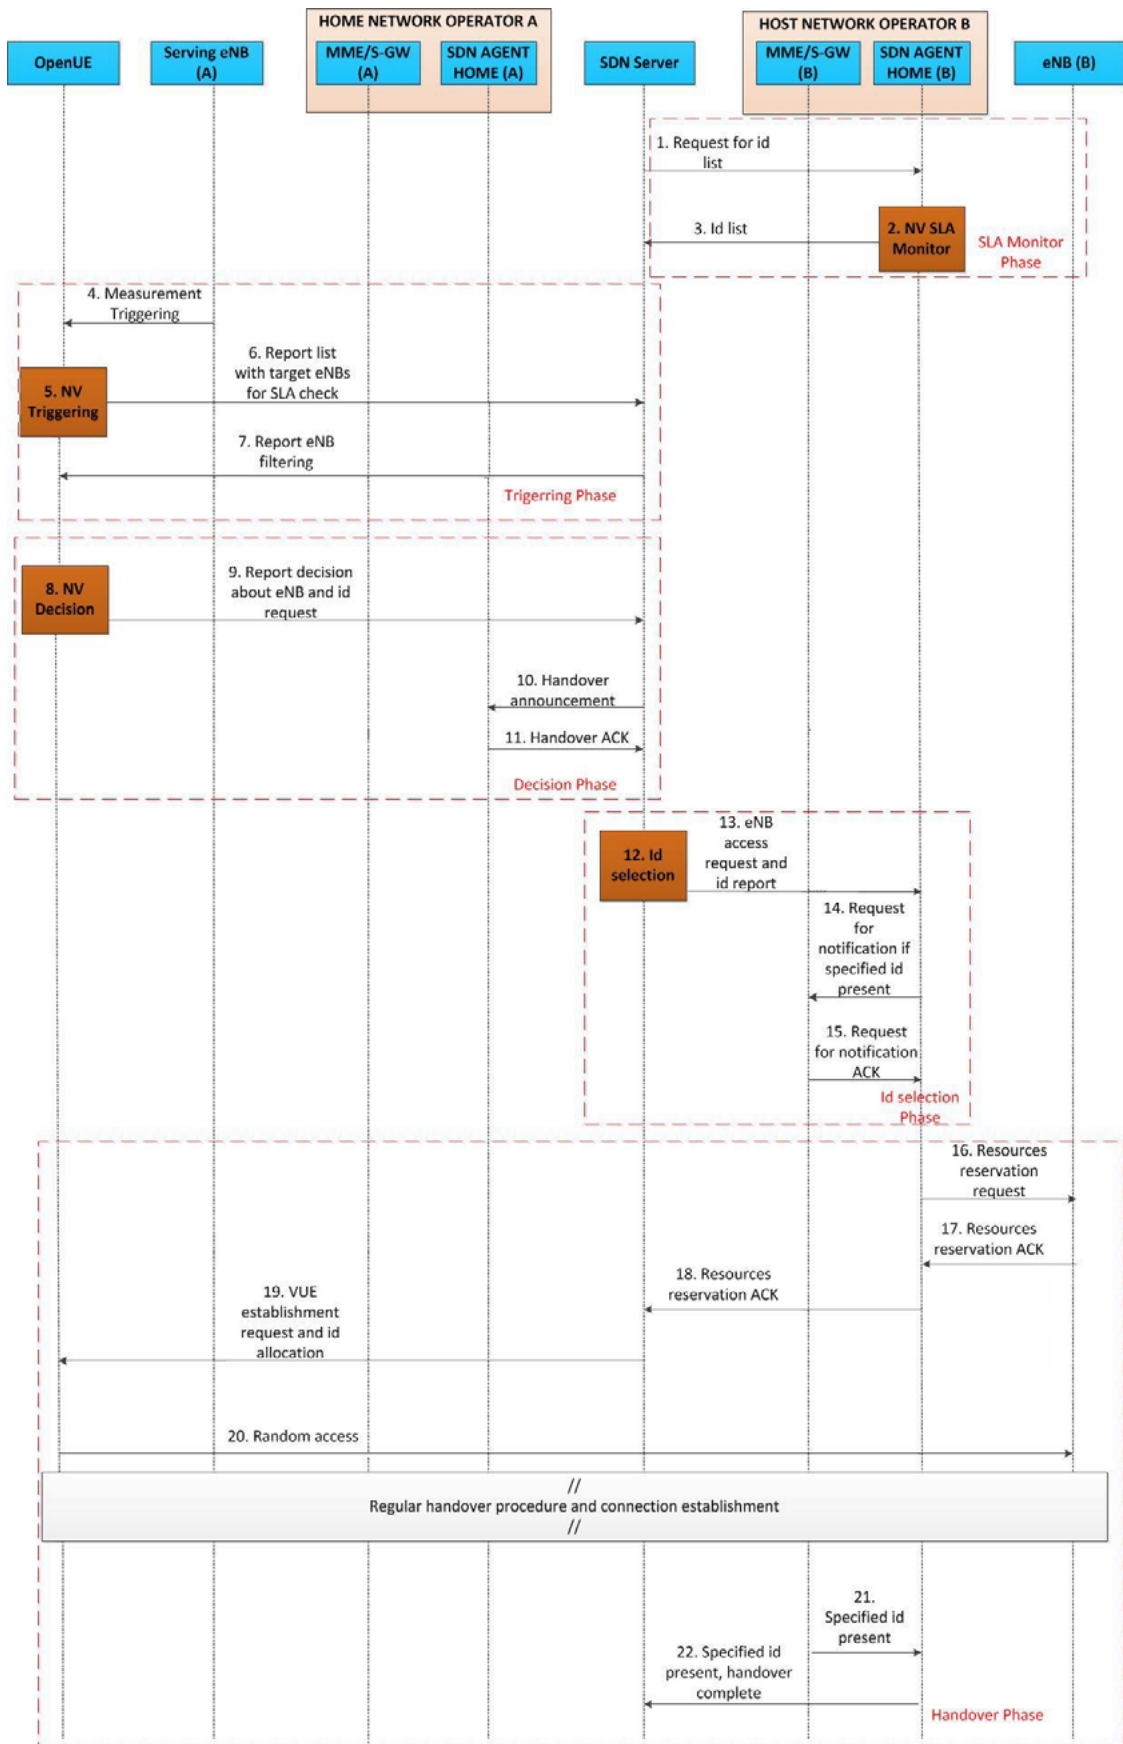 HOME NETWORK OPERATOR A
HOST NETWORK OPERATOR B
OpenUE
Serving eNB
(A)
MME/S-GW
(A)
SDN AGENT
HOME (A)
SDN Server
MME/S-GW
(B)
SDN AGENT
HOME (B)
eNB (B)
1. Request for id
list
2. NV SLA
Monitor
3. Id list
SLA Monitor
Phase
4. Measurement
Triggering
5. NV
Triggering
6. Report list
with target eNBs
for SLA check
7. Report eNB
filtering
Trigerring Phase
8. NV
Decision
9. Report decision
about eNB and id
request
10. Handover
announcement
11. Handover ACK
Decision Phase
12. Id
selection
13. eNB
access
request and
id report
14. Request
for
notification if
specified id
present
15. Request
for notification
ACK
Id selection
Phase
16. Resources
reservation
request
17. Resources
reservation ACK
18. Resources
reservation ACK
19. VUE
establishment
request and id
allocation
20. Random access
//
Regular handover procedure and connection establishment
//
21.
Specified id
present
22. Specified id
present, handover
complete
Handover Phase